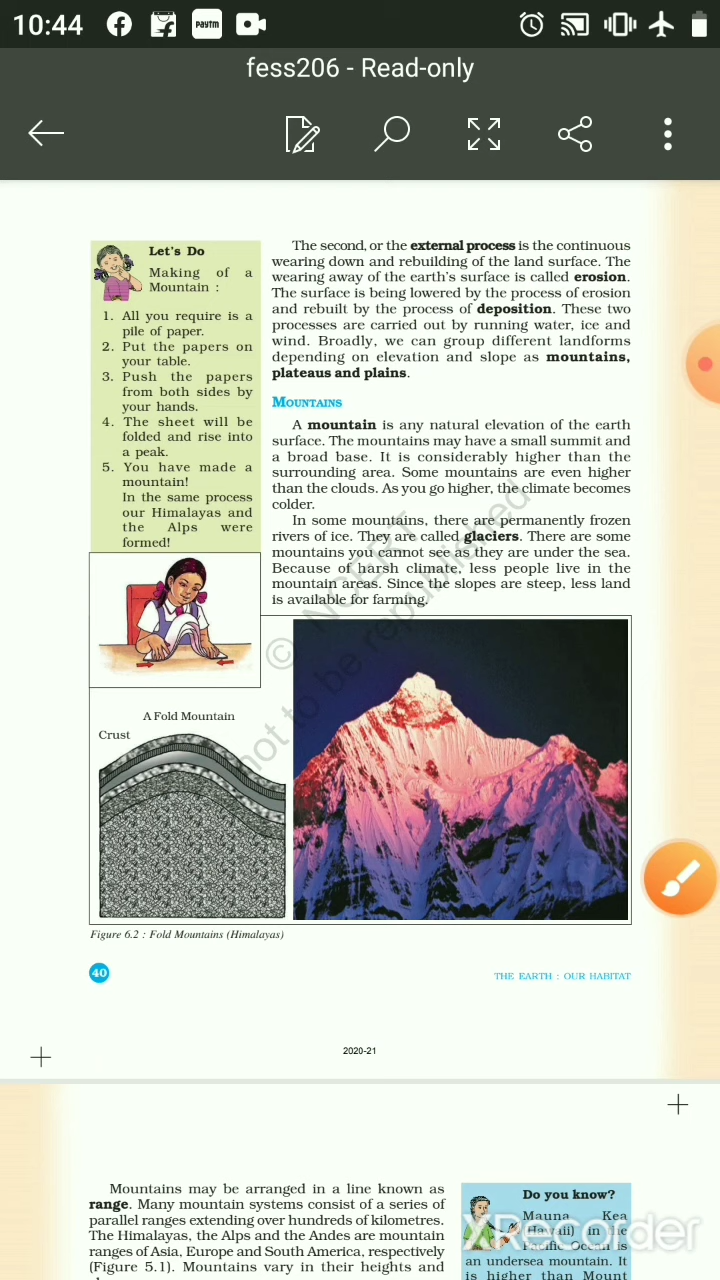 10:44
Paytm
fess206 - Read-only
Let's Do
Making of a
Mountain :
1. All you require is a
pile of paper.
2. Put the papers on
your table.
3. Push the papers
from both sides by
your hands.
4. The sheet will be
folded and rise into
a peak.
5. You have made a
mountain!
In the same process
our Himalayas and
the Alps were
formed!
The second, or the external process is the continuous
wearing down and rebuilding of the land surface. The
wearing away of the earth's surface is called erosion.
The surface is being lowered by the process of erosion
and rebuilt by the process of deposition. These two
processes are carried out by running water, ice and
wind. Broadly, we can group different landforms
depending on elevation and slope as mountains,
plateaus and plains.
MOUNTAINS
A mountain is any natural elevation of the earth
surface. The mountains may have a small summit and
a broad base. It is considerably higher than the
surrounding area. Some mountains are even higher
than the clouds. As you go higher, the climate becomes
colder.
In some mountains, there are permanently frozen
rivers of ice. They are called glaciers. There are some
mountains you cannot see as they are under the sea.
Because of harsh climate, less people live in the
mountain areas. Since the slopes are steep, less land
is available for farming.
© NCERT
not to be republished
A Fold Mountain
Crust
Figure 6.2 : Fold Mountains (Himalayas)
40
THE EARTH : OUR HABITAT
2020-21
Mountains may be arranged in a line known as
range. Many mountain systems consist of a series of
parallel ranges extending over hundreds of kilometres.
The Himalayas, the Alps and the Andes are mountain
ranges of Asia, Europe and South America, respectively
(Figure 5.1). Mountains vary in their heights and
Do you know?
Mauna Kea
(Hawaii) in the
Pacific Ocean is
an undersea mountain. It
is higher than Mount
XRecorder